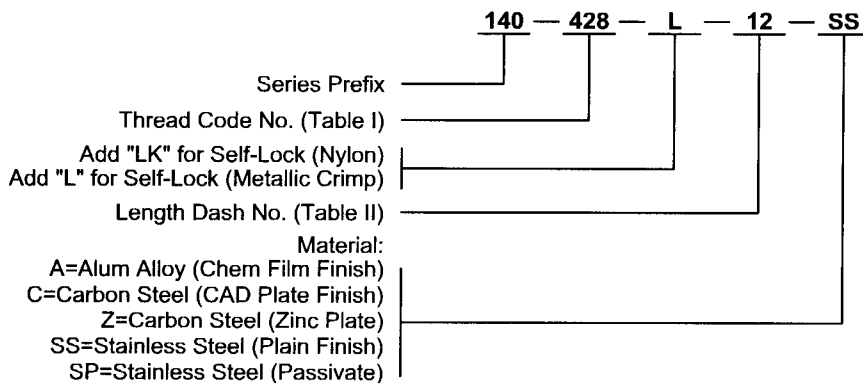 140 — 428 — L — 12 — SS
Series Prefix
Thread Code No. (Table I)
Add "LK" for Self-Lock (Nylon)
Add "L" for Self-Lock (Metallic Crimp)
Length Dash No. (Table II)
Material:
A=Alum Alloy (Chem Film Finish)
C=Carbon Steel (CAD Plate Finish)
Z=Carbon Steel (Zinc Plate)
SS=Stainless Steel (Plain Finish)
SP=Stainless Steel (Passivate)